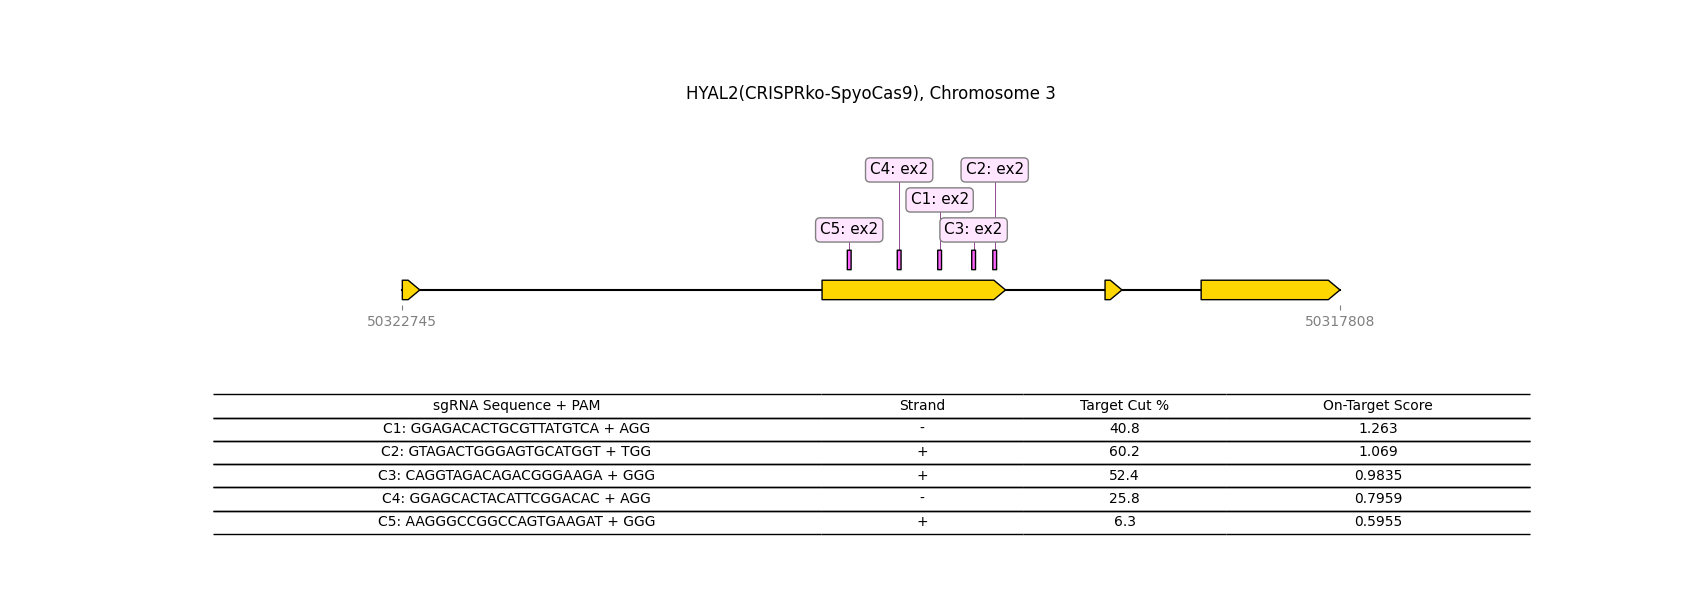 HYAL2(CRISPRko-SpyoCas9), Chromosome 3
C4: ex2 C2: ex2
C1: ex2
C5: ex2 C3: ex2
50322745 50317808
sgRNA Sequence + PAM Strand Target Cut % On-Target Score
C1: GGAGACACTGCGTTATGTCA + AGG - 40.8 1.263
C2: GTAGACTGGGAGTGCATGGT + TGG + 60.2 1.069
C3: CAGGTAGACAGACGGGAAGA + GGG + 52.4 0.9835
C4: GGAGCACTACATTCGGACAC + AGG - 25.8 0.7959
C5: AAGGGCCGGCCAGTGAAGAT + GGG + 6.3 0.5955